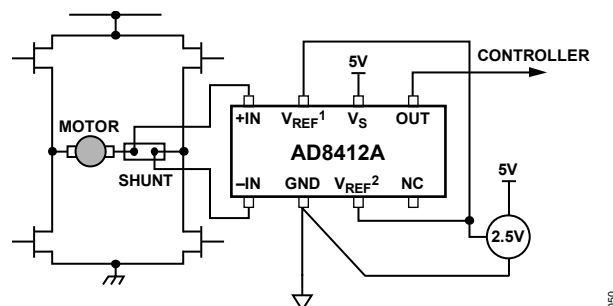 5V
CONTROLLER
+IN
VREF1
VS
OUT
MOTOR
AD8412A
SHUNT
–IN
GND
VREF2
NC
5V
2.5V